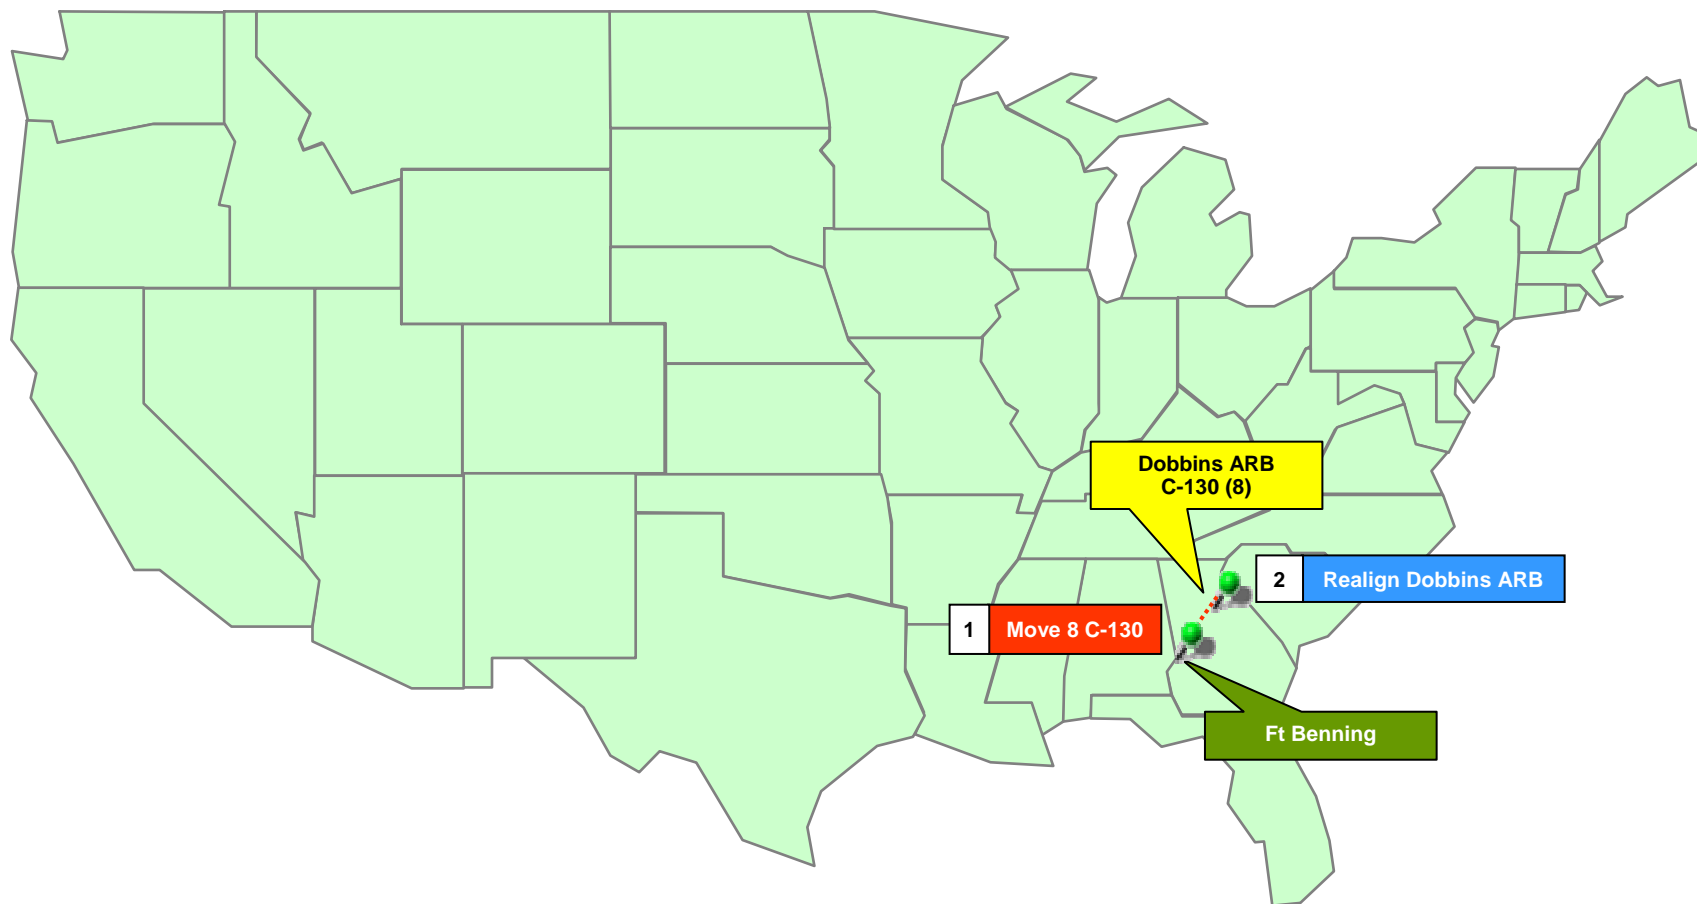 Dobbins ARB
C-130 (8)
2 Realign Dobbins ARB
1 Move 8 C-130
Ft Benning